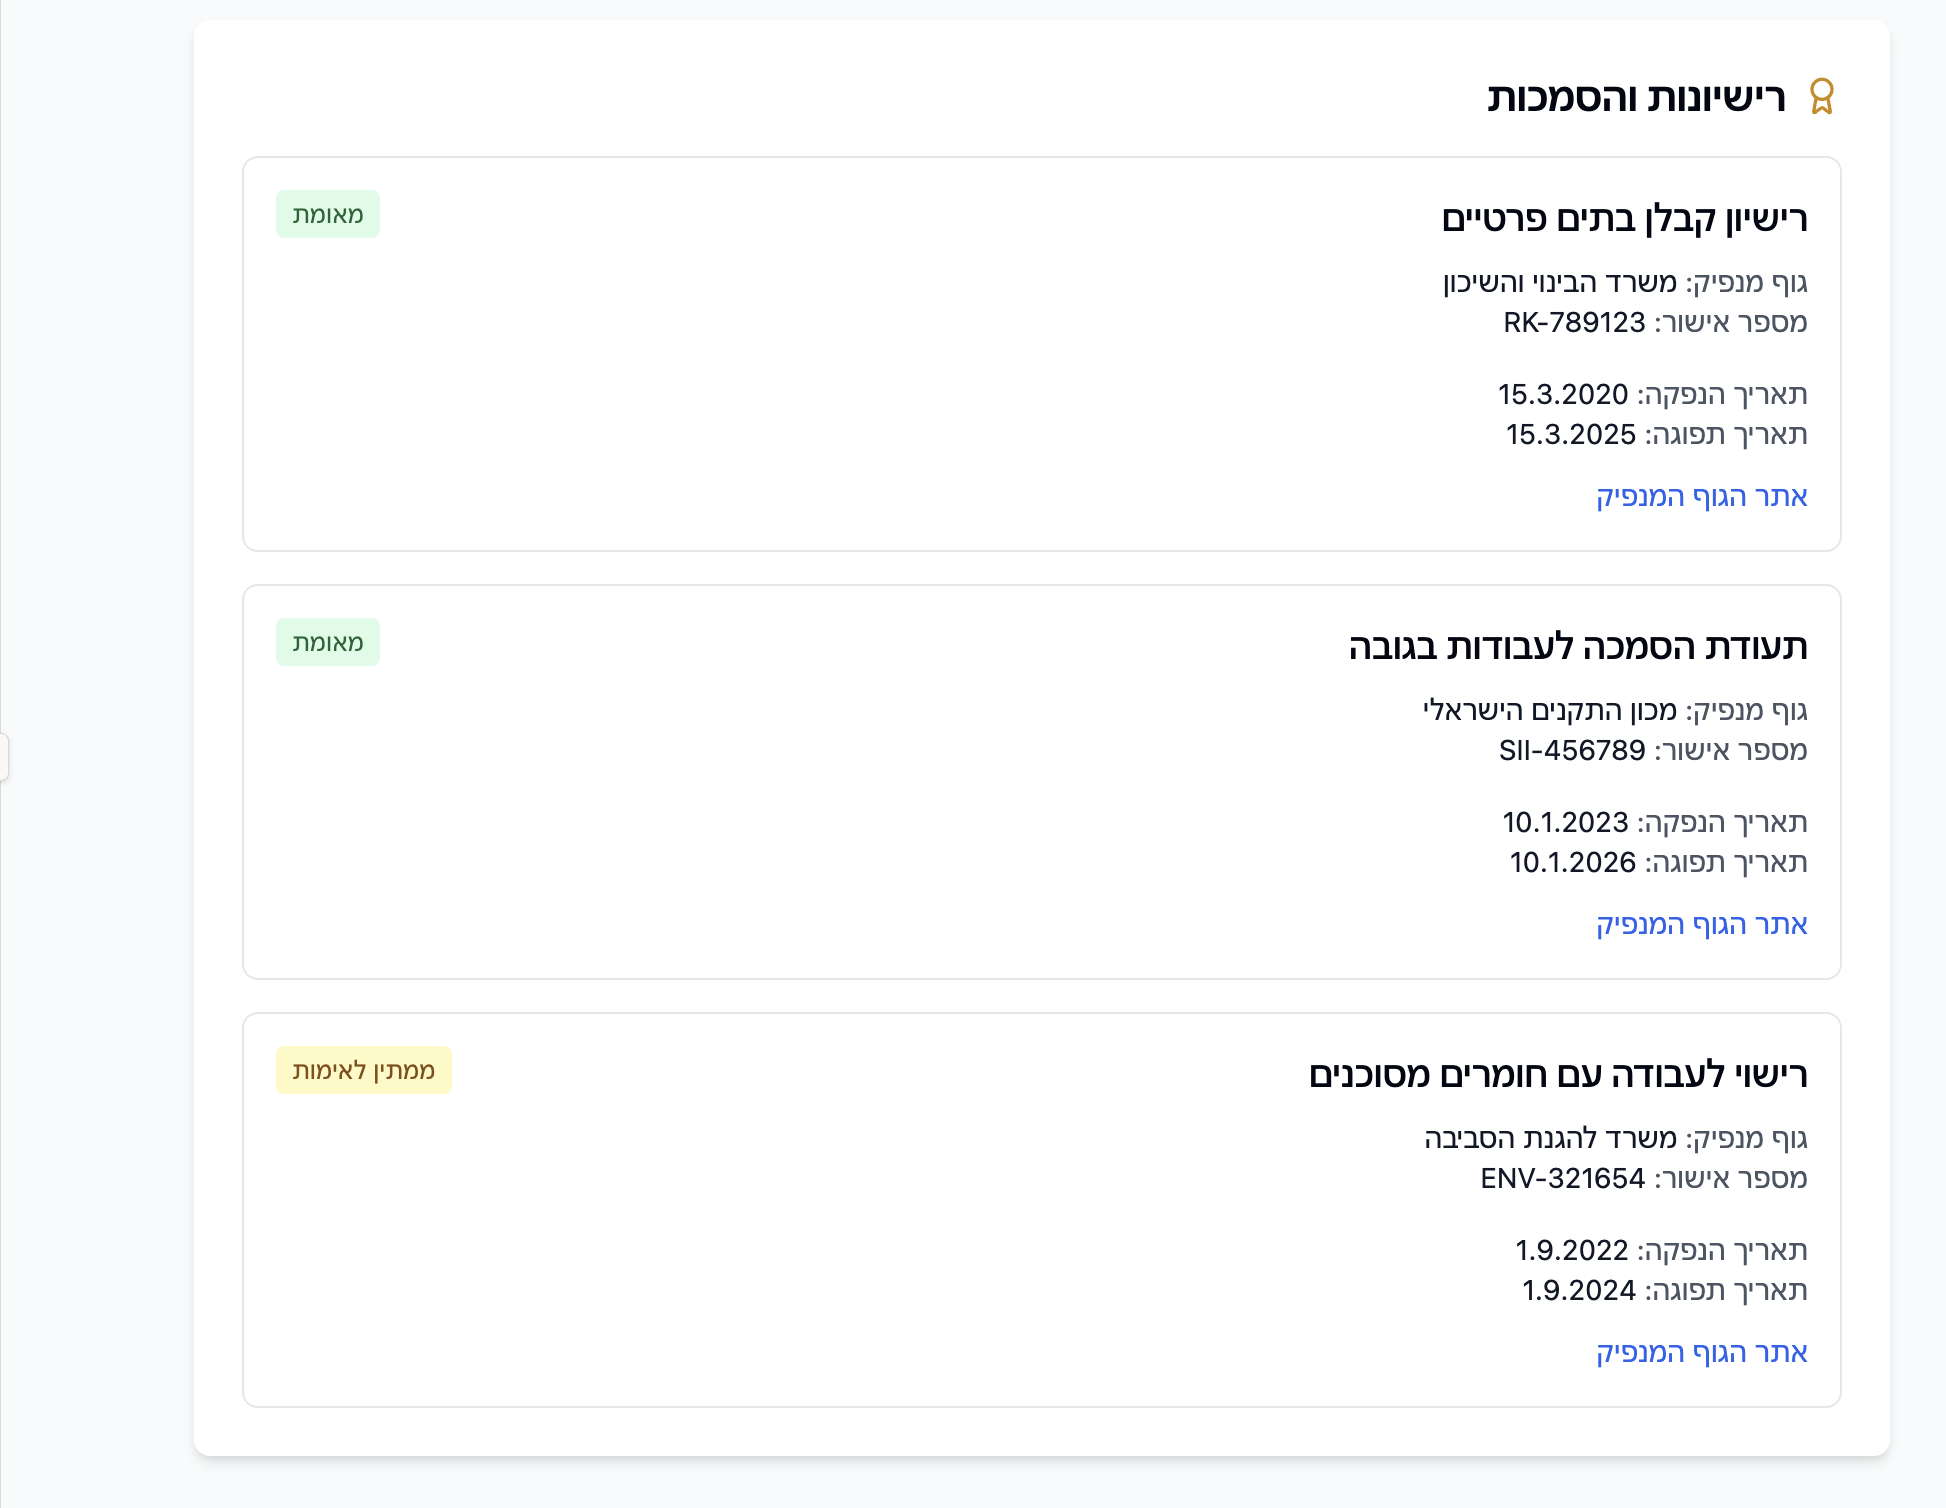 רישיונות והסמכות
רישיון קבלן בתים פרטיים
מאומת
גוף מנפיק: משרד הבינוי והשיכון
מספר אישור: RK-789123
תאריך הנפקה: 15.3.2020
תאריך תפוגה: 15.3.2025
אתר הגוף המנפיק
תעודת הסמכה לעבודות בגובה
מאומת
גוף מנפיק: מכון התקנים הישראלי
מספר אישור: SII-456789
תאריך הנפקה: 10.1.2023
תאריך תפוגה: 10.1.2026
אתר הגוף המנפיק
רישוי לעבודה עם חומרים מסוכנים
ממתין לאימות
גוף מנפיק: משרד להגנת הסביבה
מספר אישור: ENV-321654
תאריך הנפקה: 1.9.2022
תאריך תפוגה: 1.9.2024
אתר הגוף המנפיק